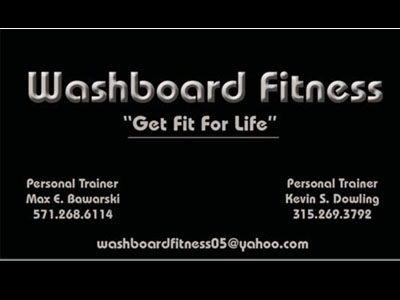 Washboard Fitness
"Get Fit For Life"
Personal Trainer
Max E. Bawarski
571.268.6114
Personal Trainer
Kevin S. Dowling
315.269.3792
washboardfitness05@yahoo.com